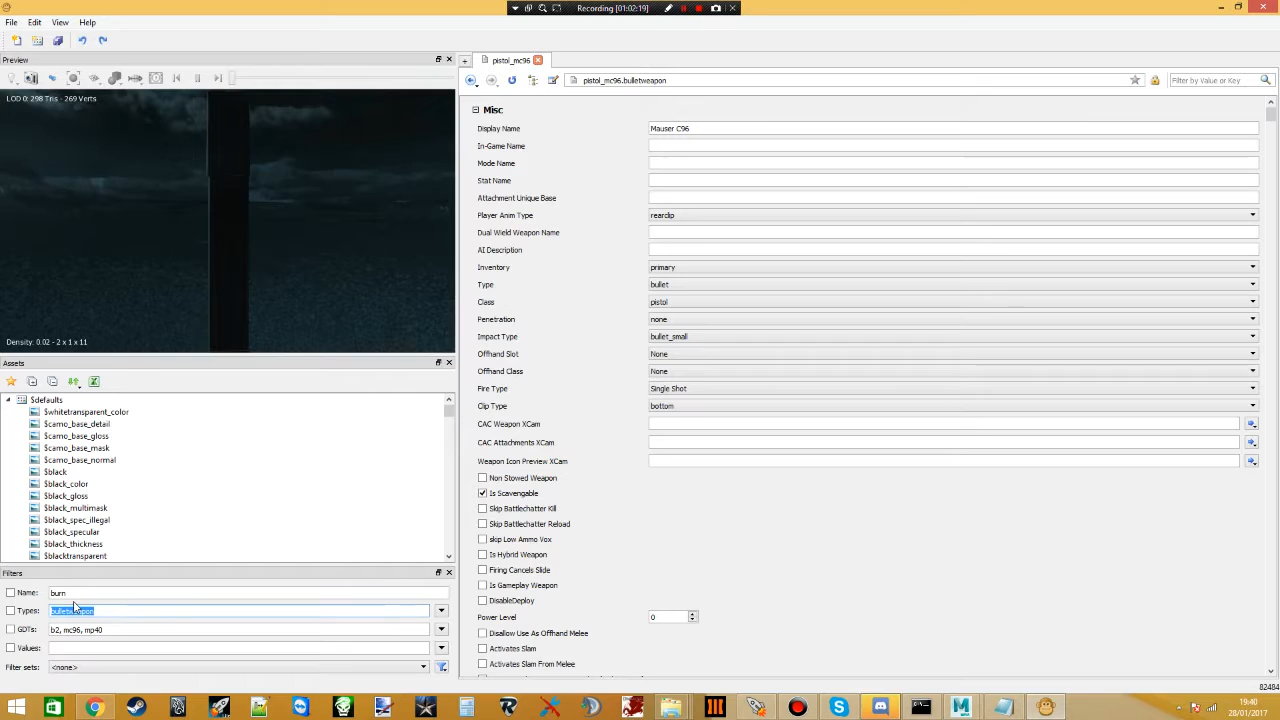 Recording [01:02:19]
File Edit View Help
Preview
LOD 0: 298 Tris - 269 Verts
Density: 0.02 - 2 x 1 x 11
Assets
$defaults
$whitetransparent_color
$camo_base_detail
$camo_base_gloss
$camo_base_mask
$camo_base_normal
$black
$black_color
$black_gloss
$black_multimask
$black_spec_illegal
$black_specular
$black_thickness
$blacktransparent
Filters
Name: burn
Types: bulletweapon
GDTs: b2, mc96, mp40
Values:
Filter sets: <none>
pistol_mc96
pistol_mc96.bulletweapon
Filter by Value or Key
Misc
Display Name Mauser C96
In-Game Name
Mode Name
Stat Name
Attachment Unique Base
Player Anim Type rearclip
Dual Wield Weapon Name
AI Description
Inventory primary
Type bullet
Class pistol
Penetration none
Impact Type bullet_small
Offhand Slot None
Offhand Class None
Fire Type Single Shot
Clip Type bottom
CAC Weapon XCam
CAC Attachments XCam
Weapon Icon Preview XCam
Non Stowed Weapon
Is Scavengable
Skip Battlechatter Kill
Skip Battlechatter Reload
skip Low Ammo Vox
Is Hybrid Weapon
Firing Cancels Slide
Is Gameplay Weapon
DisableDeploy
Power Level 0
Disallow Use As Offhand Melee
Activates Slam
Activates Slam From Melee
82484
19:40
28/01/2017